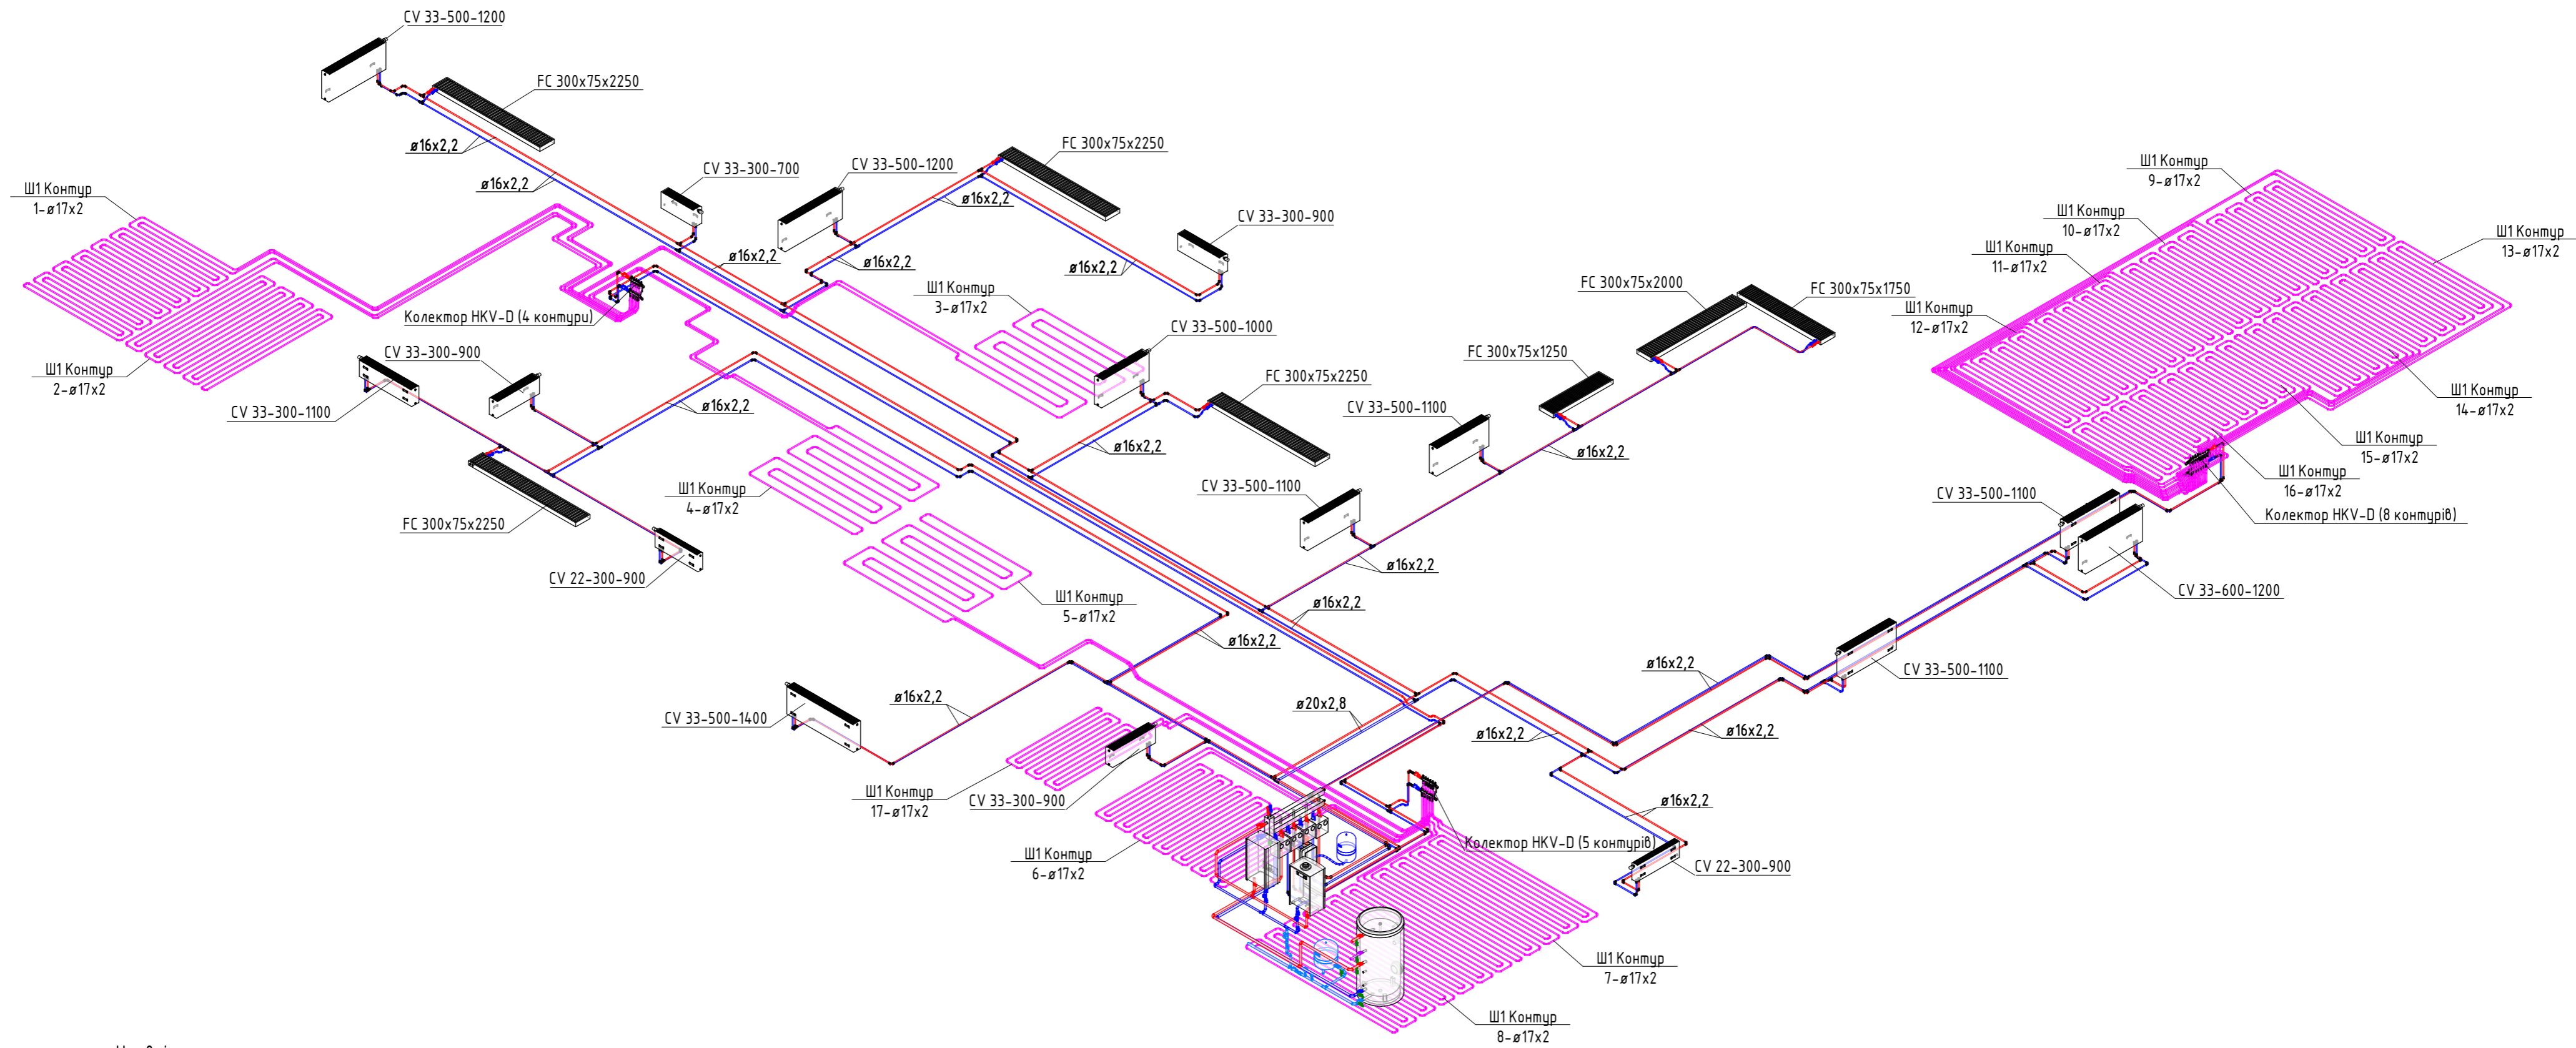 CV 33-500-1200
FC 300x75x2250
ø16x2,2
ø16x2,2
CV 33-300-700
CV 33-500-1200
FC 300x75x2250
ø16x2,2
CV 33-300-900
ø16x2,2
ø16x2,2
ø16x2,2
Ш1 Контур
1-ø17x2
Ш1 Контур
2-ø17x2
Колектор HKV-D (4 контури)
Ш1 Контур
3-ø17x2
CV 33-500-1000
FC 300x75x2250
ø16x2,2
CV 33-300-900
CV 33-300-1100
ø16x2,2
FC 300x75x2250
CV 22-300-900
Ш1 Контур
4-ø17x2
Ш1 Контур
5-ø17x2
FC 300x75x2000
FC 300x75x1750
FC 300x75x1250
CV 33-500-1100
ø16x2,2
CV 33-500-1100
ø16x2,2
ø16x2,2
ø16x2,2
Ш1 Контур
9-ø17x2
Ш1 Контур
10-ø17x2
Ш1 Контур
11-ø17x2
Ш1 Контур
12-ø17x2
Ш1 Контур
13-ø17x2
Ш1 Контур
14-ø17x2
Ш1 Контур
15-ø17x2
Ш1 Контур
16-ø17x2
Колектор HKV-D (8 контурів)
CV 33-500-1100
CV 33-600-1200
CV 33-500-1100
ø16x2,2
ø16x2,2
ø16x2,2
ø20x2,8
ø16x2,2
CV 33-500-1400
ø16x2,2
CV 22-300-900
Ш1 Контур
17-ø17x2
CV 33-300-900
Колектор HKV-D (5 контурів)
Ш1 Контур
6-ø17x2
Ш1 Контур
7-ø17x2
Ш1 Контур
8-ø17x2